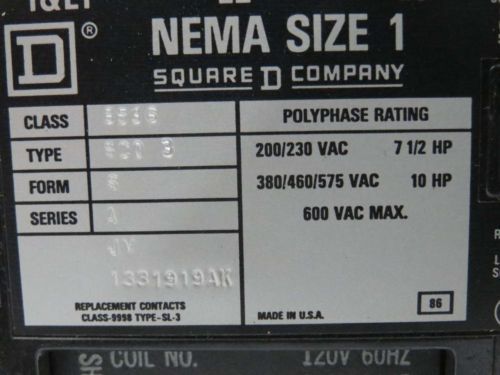 D ®
NEMA SIZE 1
SQUARE D COMPANY
CLASS
TYPE
FORM
SERIES A
JY
1331919AK
REPLACEMENT CONTACTS
CLASS-9998 TYPE-SL-3
POLYPHASE RATING
200/230 VAC 7 1/2 HP
380/460/575 VAC 10 HP
600 VAC MAX.
MADE IN U.S.A.
86
COIL NO. 120V 60HZ